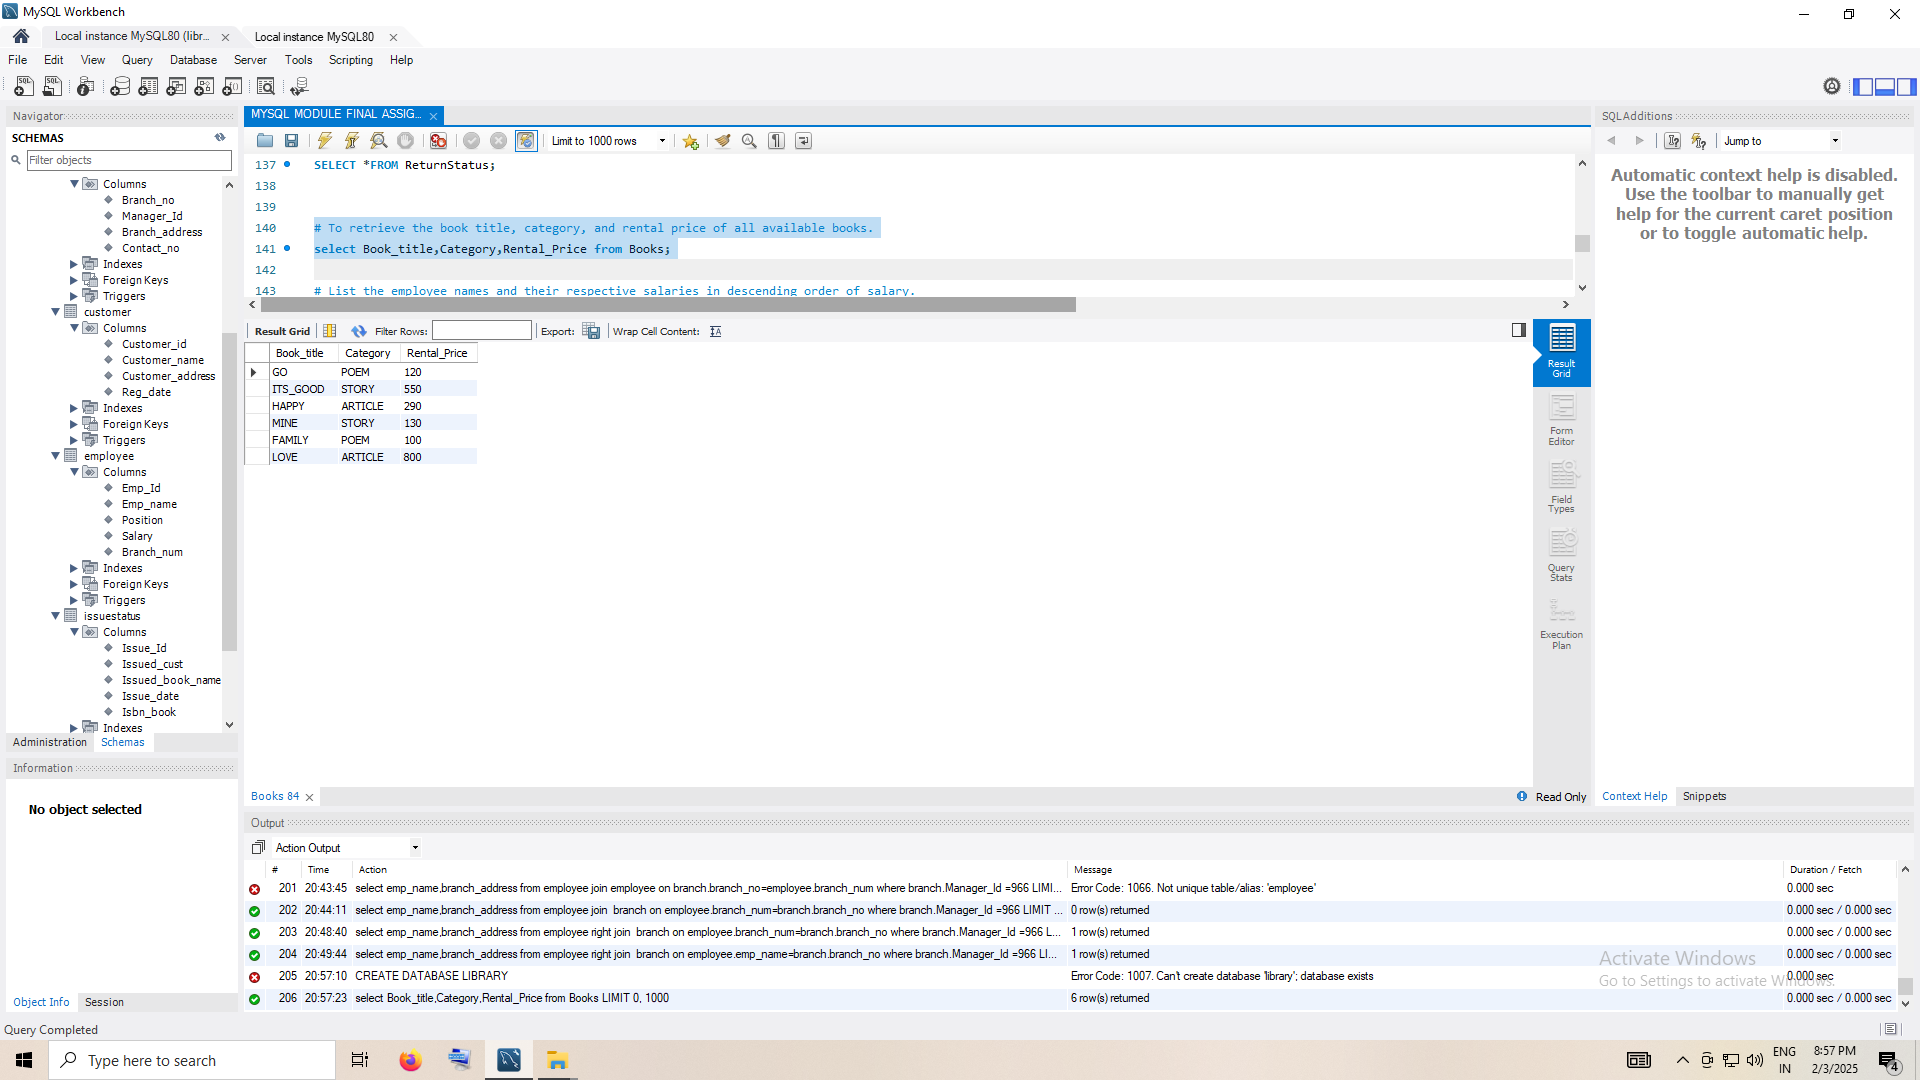 MySQL Workbench
Local instance MySQL80 (libr... Local instance MySQL80
File Edit View Query Database Server Tools Scripting Help
Navigator
SCHEMAS
Filter objects
Columns
Branch_no
Manager_Id
Branch_address
Contact_no
Indexes
Foreign Keys
Triggers
customer
Columns
Customer_id
Customer_name
Customer_address
Reg_date
Indexes
Foreign Keys
Triggers
employee
Columns
Emp_Id
Emp_name
Position
Salary
Branch_num
Indexes
Foreign Keys
Triggers
issuestatus
Columns
Issue_Id
Issued_cust
Issued_book_name
Issue_date
Isbn_book
Indexes
Administration Schemas
Information
No object selected
Object Info Session
Query Completed
MYSQL MODULE FINAL ASSIG...
Limit to 1000 rows
137 SELECT *FROM ReturnStatus;
138
139
140 # To retrieve the book title, category, and rental price of all available books.
141 select Book_title,Category,Rental_Price from Books;
142
143 # List the employee names and their respective salaries in descending order of salary.
Result Grid Filter Rows: Export: Wrap Cell Content:
Book_title Category Rental_Price
GO POEM 120
ITS_GOOD STORY 550
HAPPY ARTICLE 290
MINE STORY 130
FAMILY POEM 100
LOVE ARTICLE 800
Result Grid
Form Editor
Field Types
Query Stats
Execution Plan
Books 84 Read Only
SQLAdditions
Jump to
Automatic context help is disabled.
Use the toolbar to manually get
help for the current caret position
or to toggle automatic help.
Context Help Snippets
Output
Action Output
# Time Action Message Duration / Fetch
201 20:43:45 select emp_name,branch_address from employee join employee on branch.branch_no=employee.branch_num where branch.Manager_Id =966 LIMI... Error Code: 1066. Not unique table/alias: 'employee' 0.000 sec
202 20:44:11 select emp_name,branch_address from employee join branch on employee.branch_num=branch.branch_no where branch.Manager_Id =966 LIMIT ... 0 row(s) returned 0.000 sec / 0.000 sec
203 20:48:40 select emp_name,branch_address from employee right join branch on employee.branch_num=branch.branch_no where branch.Manager_Id =966 L... 1 row(s) returned 0.000 sec / 0.000 sec
204 20:49:44 select emp_name,branch_address from employee right join branch on employee.emp_name=branch.branch_no where branch.Manager_Id =966 LI... 1 row(s) returned 0.000 sec / 0.000 sec
205 20:57:10 CREATE DATABASE LIBRARY Error Code: 1007. Can't create database 'library'; database exists 0.000 sec
206 20:57:23 select Book_title,Category,Rental_Price from Books LIMIT 0, 1000 6 row(s) returned 0.000 sec / 0.000 sec
Activate Windows
Go to Settings to activate Windows.
Type here to search
ENG
IN
8:57 PM
2/3/2025
4